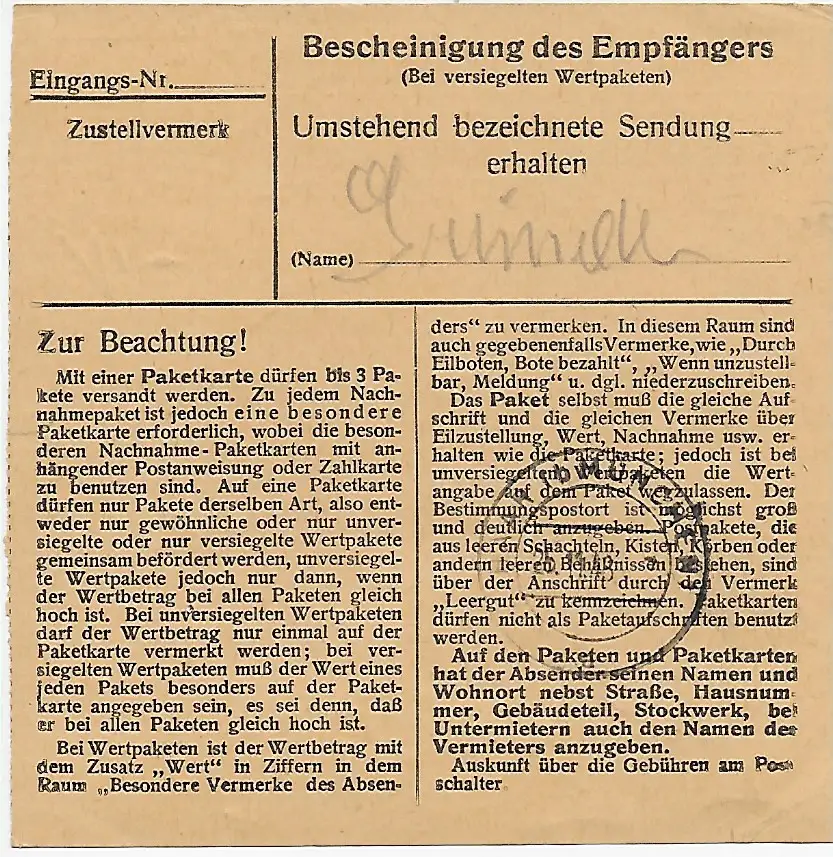 Eingangs-Nr.
Zustellvermerk
Bescheinigung des Empfängers
(Bei versiegelten Wertpaketen)
Umstehend bezeichnete Sendung
erhalten
(Name)
Zur Beachtung!
Mit einer Paketkarte dürfen bis 3 Pa-
kete versandt werden. Zu jedem Nach-
nahmepaket ist jedoch eine besondere
Paketkarte erforderlich, wobei die beson-
deren Nachnahme-Paketkarten mit an-
hängender Postanweisung oder Zahlkarte
zu benutzen sind. Auf eine Paketkarte
dürfen nur Pakete derselben Art, also ent-
weder nur gewöhnliche oder nur unver-
siegelte oder nur versiegelte Wertpakete
gemeinsam befördert werden, unversiegel-
te Wertpakete jedoch nur dann, wenn
der Wertbetrag bei allen Paketen gleich
hoch ist. Bei unversiegelten Wertpaketen
darf der Wertbetrag nur einmal auf der
Paketkarte vermerkt werden; bei ver-
siegelten Wertpaketen muß der Wert eines
jeden Pakets besonders auf der Paket-
karte angegeben sein, es sei denn, daß
er bei allen Paketen gleich hoch ist.
Bei Wertpaketen ist der Wertbetrag mit
dem Zusatz „Wert“ in Ziffern in dem
Raum „Besondere Vermerke des Absen-
ders“ zu vermerken. In diesem Raum sind
auch gegebenenfalls Vermerke, wie „Durch
Eilboten, Bote bezahlt“, „Wenn unzustell-
bar, Meldung“ u. dgl. niederzuschreiben.
Das Paket selbst muß die gleiche Auf-
schrift und die gleichen Vermerke über
Eilzustellung, Wert, Nachnahme usw. er-
halten wie die Paketkarte; jedoch ist bei
unversiegelten Wertpaketen die Wert-
angabe auf dem Paket wegzulassen. Der
Bestimmungspostort ist möglichst groß
und deutlich anzugeben. Postpakete, die
aus leeren Schachteln, Kisten, Körben oder
andern leeren Behältnissen bestehen, sind
über der Anschrift durch den Vermerk
„Leergut“ zu kennzeichnen. Paketkarten
dürfen nicht als Paketaufschriften benutzt
werden.
Auf den Paketen und Paketkarten
hat der Absender seinen Namen und
Wohnort nebst Straße, Hausnum-
mer, Gebäudeteil, Stockwerk, bei
Untermietern auch den Namen des
Vermieters anzugeben.
Auskunft über die Gebühren am Post-
schalter